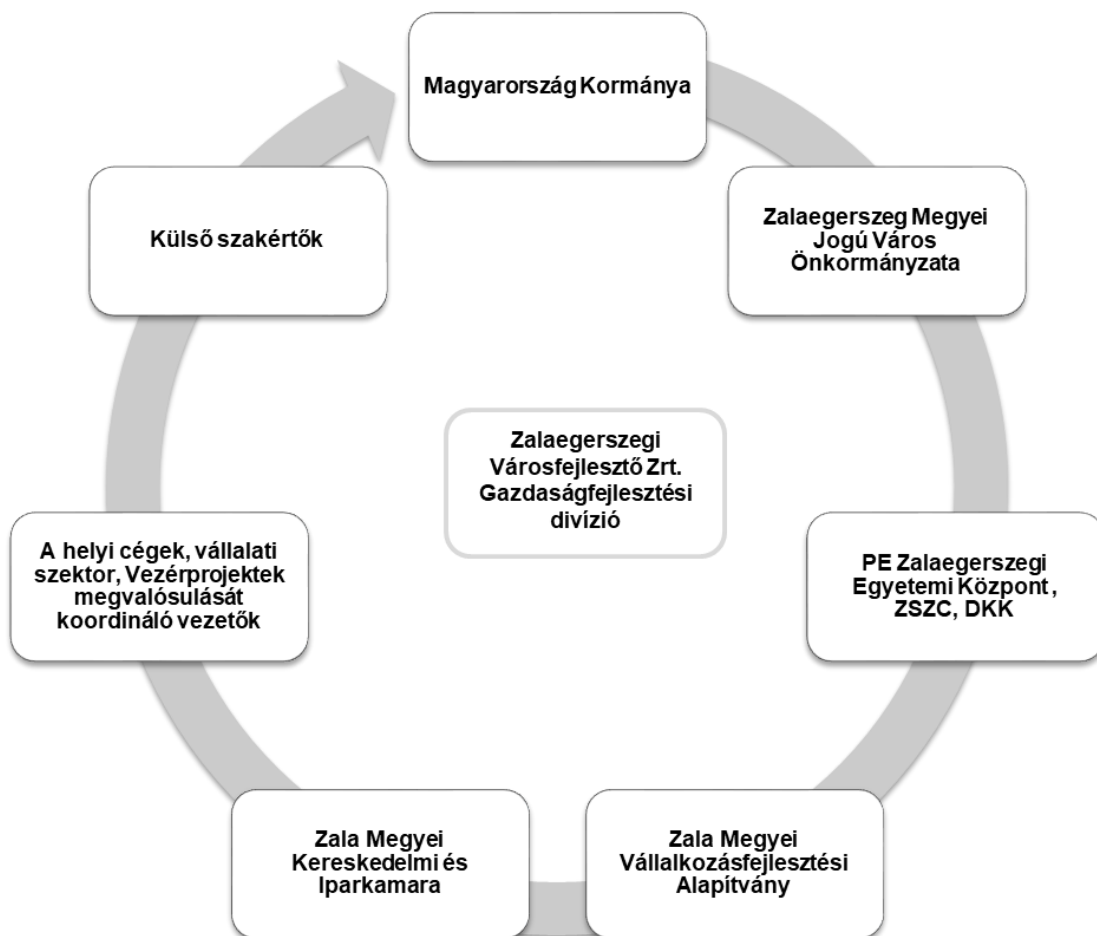 Magyarország Kormánya
Zalaegerszeg Megyei
Jogú Város
Önkormányzata
PE Zalaegerszegi
Egyetemi Központ ,
ZSZC, DKK
Zala Megyei
Vállalkozásfejlesztési
Alapítvány
Zala Megyei
Kereskedelmi és
Iparkamara
A helyi cégek, vállalati
szektor, Vezérprojektek
megvalósulását
koordináló vezetők
Külső szakértők
Zalaegerszegi
Városfejlesztő Zrt.
Gazdaságfejlesztési
divízió